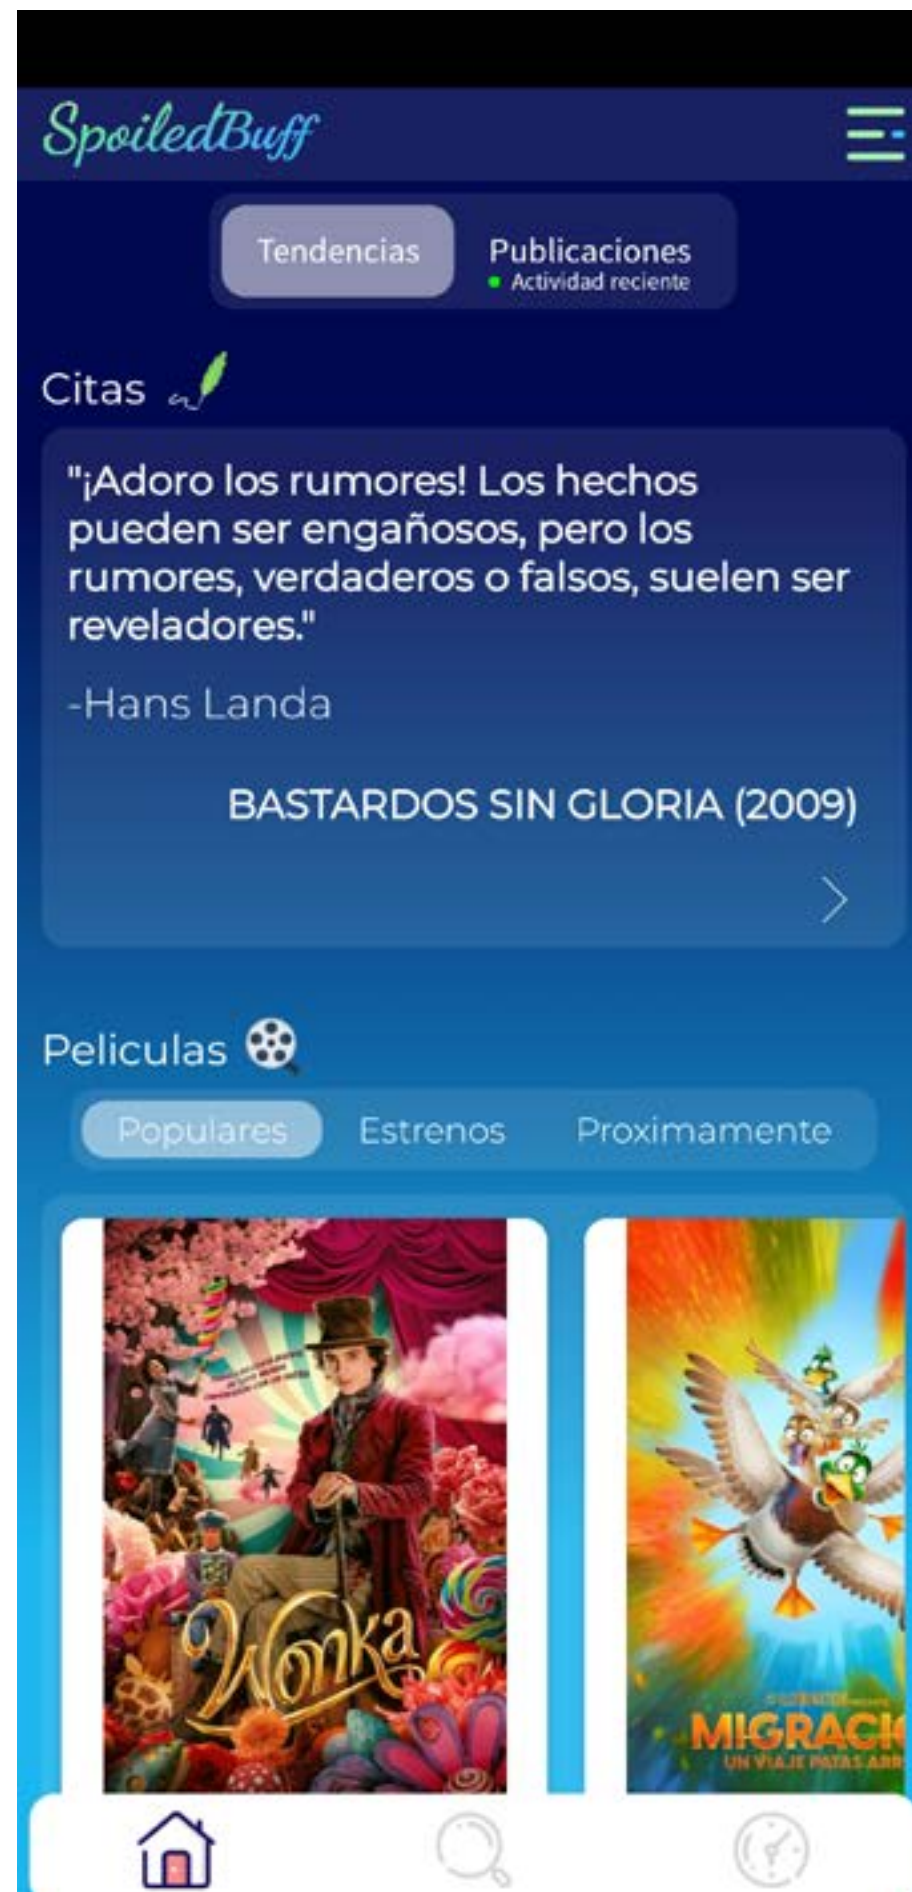 SpoiledBuff
Tendencias
Publicaciones
Actividad reciente
Citas
"¡Adoro los rumores! Los hechos
pueden ser engañosos, pero los
rumores, verdaderos o falsos, suelen ser
reveladores."
-Hans Landa
BASTARDOS SIN GLORIA (2009)
Peliculas
Populares
Estrenos
Proximamente
Wonka
MIGRACIO
UN VIAJE PATAS ARR